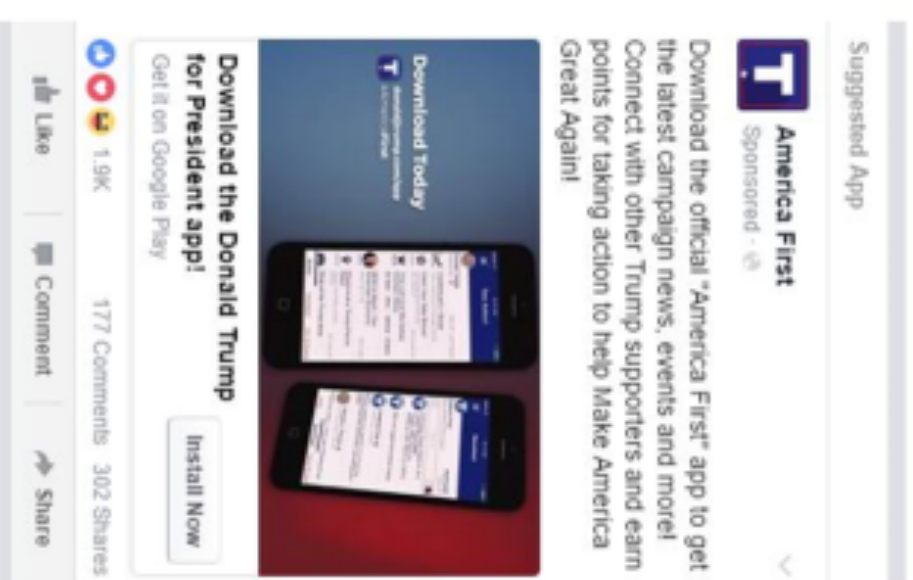 Suggested App
America First
Sponsored ·
Download the official "America First" app to get
the latest campaign news, events and more!
Connect with other Trump supporters and earn
points for taking action to help Make America
Great Again!
Download Today
T
Download the Donald Trump
for President app!
Get it on Google Play
Install Now
1.9K
177 Comments 302 Shares
Like
Comment
Share